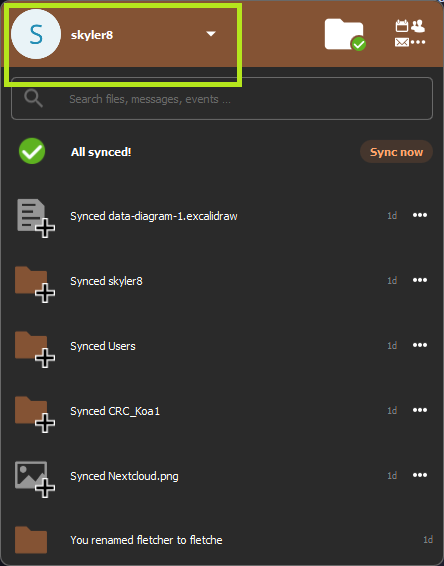 S
skyler8
Search files, messages, events ...
All synced!
Sync now
Synced data-diagram-1.excalidraw
1d
Synced skyler8
1d
Synced Users
1d
Synced CRC_Koa1
1d
Synced Nextcloud.png
1d
You renamed fletcher to fletche
1d